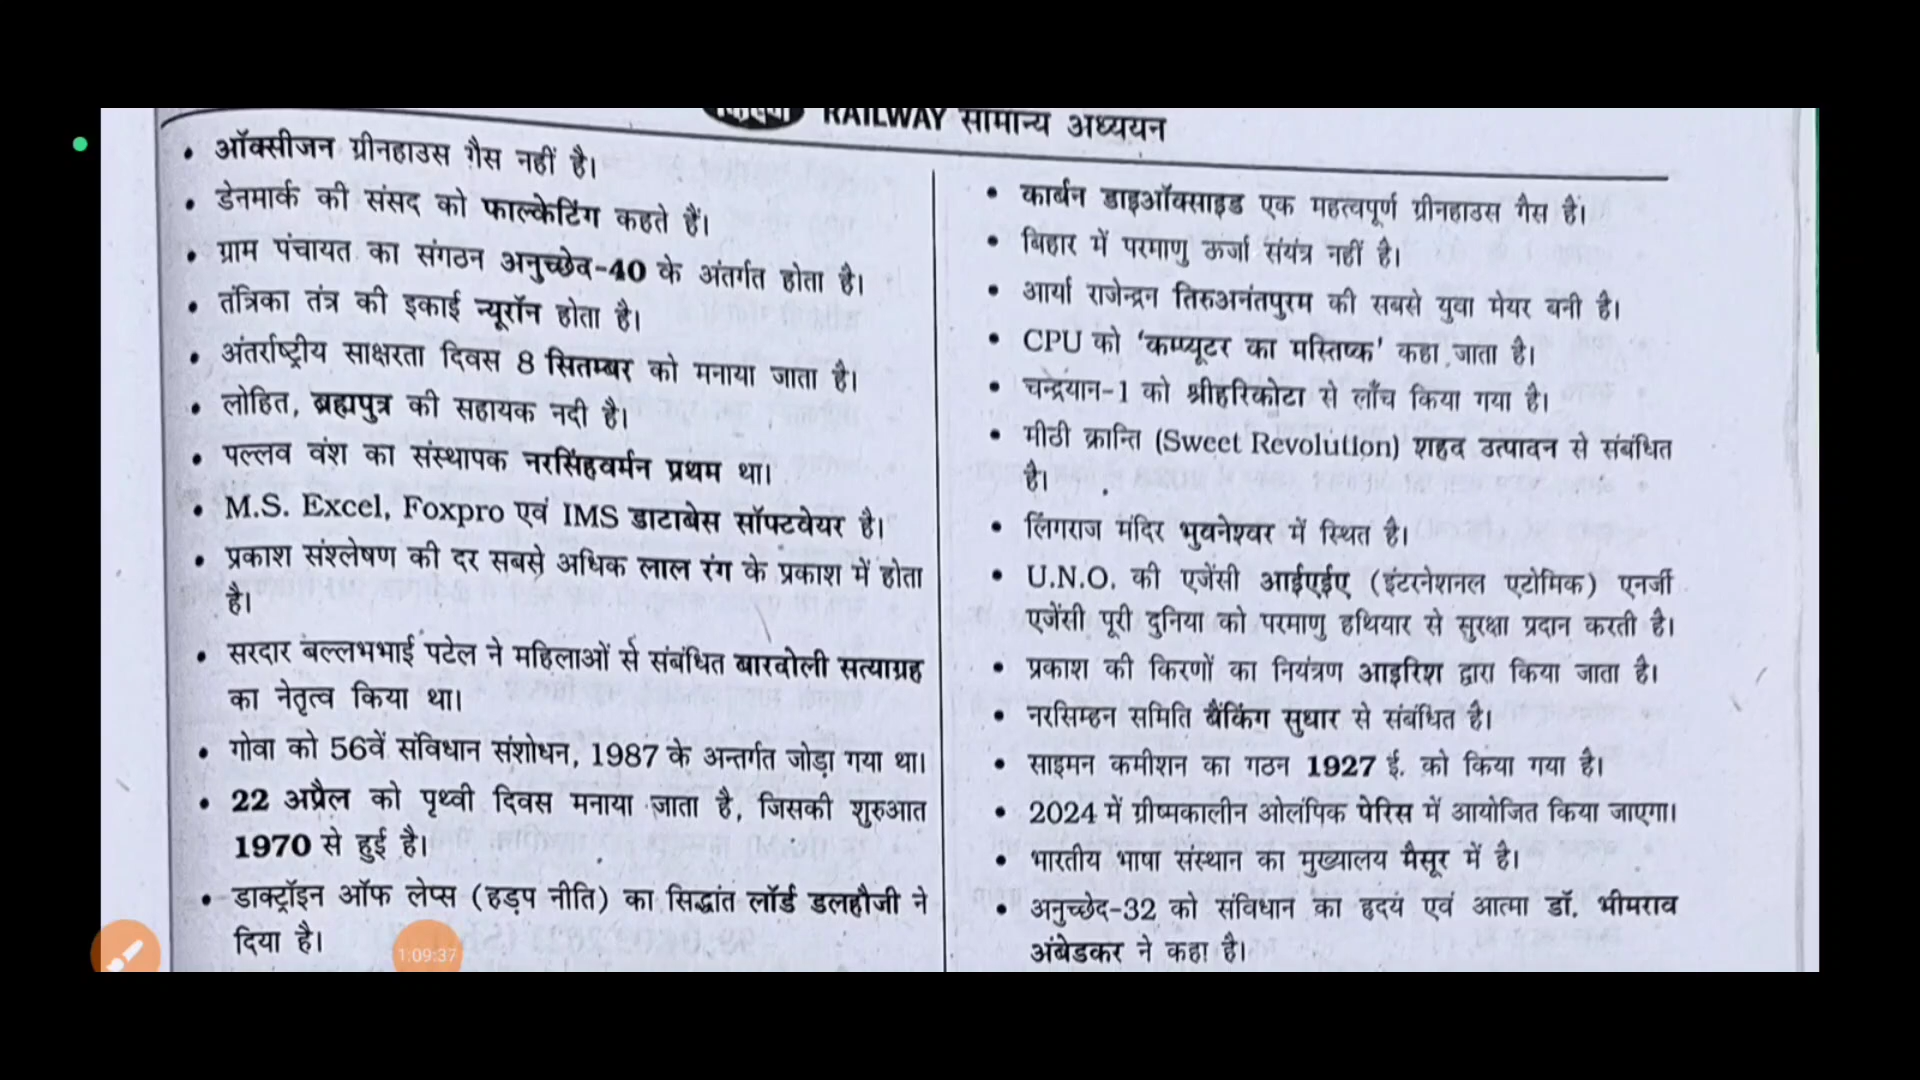 RAILWAY सामान्य अध्ययन
• ऑक्सीजन ग्रीनहाउस गैस नहीं है।
• डेनमार्क की संसद को फाल्केटिंग कहते हैं।
• ग्राम पंचायत का संगठन अनुच्छेद-40 के अंतर्गत होता है।
• तंत्रिका तंत्र की इकाई न्यूरॉन होता है।
• अंतर्राष्ट्रीय साक्षरता दिवस 8 सितम्बर को मनाया जाता है।
• लोहित, ब्रह्मपुत्र की सहायक नदी है।
• पल्लव वंश का संस्थापक नरसिंहवर्मन प्रथम था।
• M.S. Excel, Foxpro एवं IMS डाटाबेस सॉफ्टवेयर है।
• प्रकाश संश्लेषण की दर सबसे अधिक लाल रंग के प्रकाश में होता
है।
• सरदार बल्लभभाई पटेल ने महिलाओं से संबंधित बारदोली सत्याग्रह
का नेतृत्व किया था।
• गोवा को 56वें संविधान संशोधन, 1987 के अन्तर्गत जोड़ा गया था।
• 22 अप्रैल को पृथ्वी दिवस मनाया जाता है, जिसकी शुरुआत
1970 से हुई है।
• डाक्ट्रॉइन ऑफ लेप्स (हड़प नीति) का सिद्धांत लॉर्ड डलहौजी ने
दिया है।
• कार्बन डाइऑक्साइड एक महत्वपूर्ण ग्रीनहाउस गैस है।
• बिहार में परमाणु ऊर्जा संयंत्र नहीं है।
• आर्या राजेन्द्रन तिरुअनंतपुरम की सबसे युवा मेयर बनी है।
• CPU को ‘कम्प्यूटर का मस्तिष्क’ कहा जाता है।
• चन्द्रयान-1 को श्रीहरिकोटा से लाँच किया गया है।
• मीठी क्रान्ति (Sweet Revolution) शहद उत्पादन से संबंधित
है।
• लिंगराज मंदिर भुवनेश्वर में स्थित है।
• U.N.O. की एजेंसी आईएईए (इंटरनेशनल एटोमिक) एनर्जी
एजेंसी पूरी दुनिया को परमाणु हथियार से सुरक्षा प्रदान करती है।
• प्रकाश की किरणों का नियंत्रण आइरिश द्वारा किया जाता है।
• नरसिम्हन समिति बैंकिंग सुधार से संबंधित है।
• साइमन कमीशन का गठन 1927 ई. को किया गया है।
• 2024 में ग्रीष्मकालीन ओलंपिक पेरिस में आयोजित किया जाएगा।
• भारतीय भाषा संस्थान का मुख्यालय मैसूर में है।
• अनुच्छेद-32 को संविधान का हृदय एवं आत्मा डॉ. भीमराव
अंबेडकर ने कहा है।
1:09:37